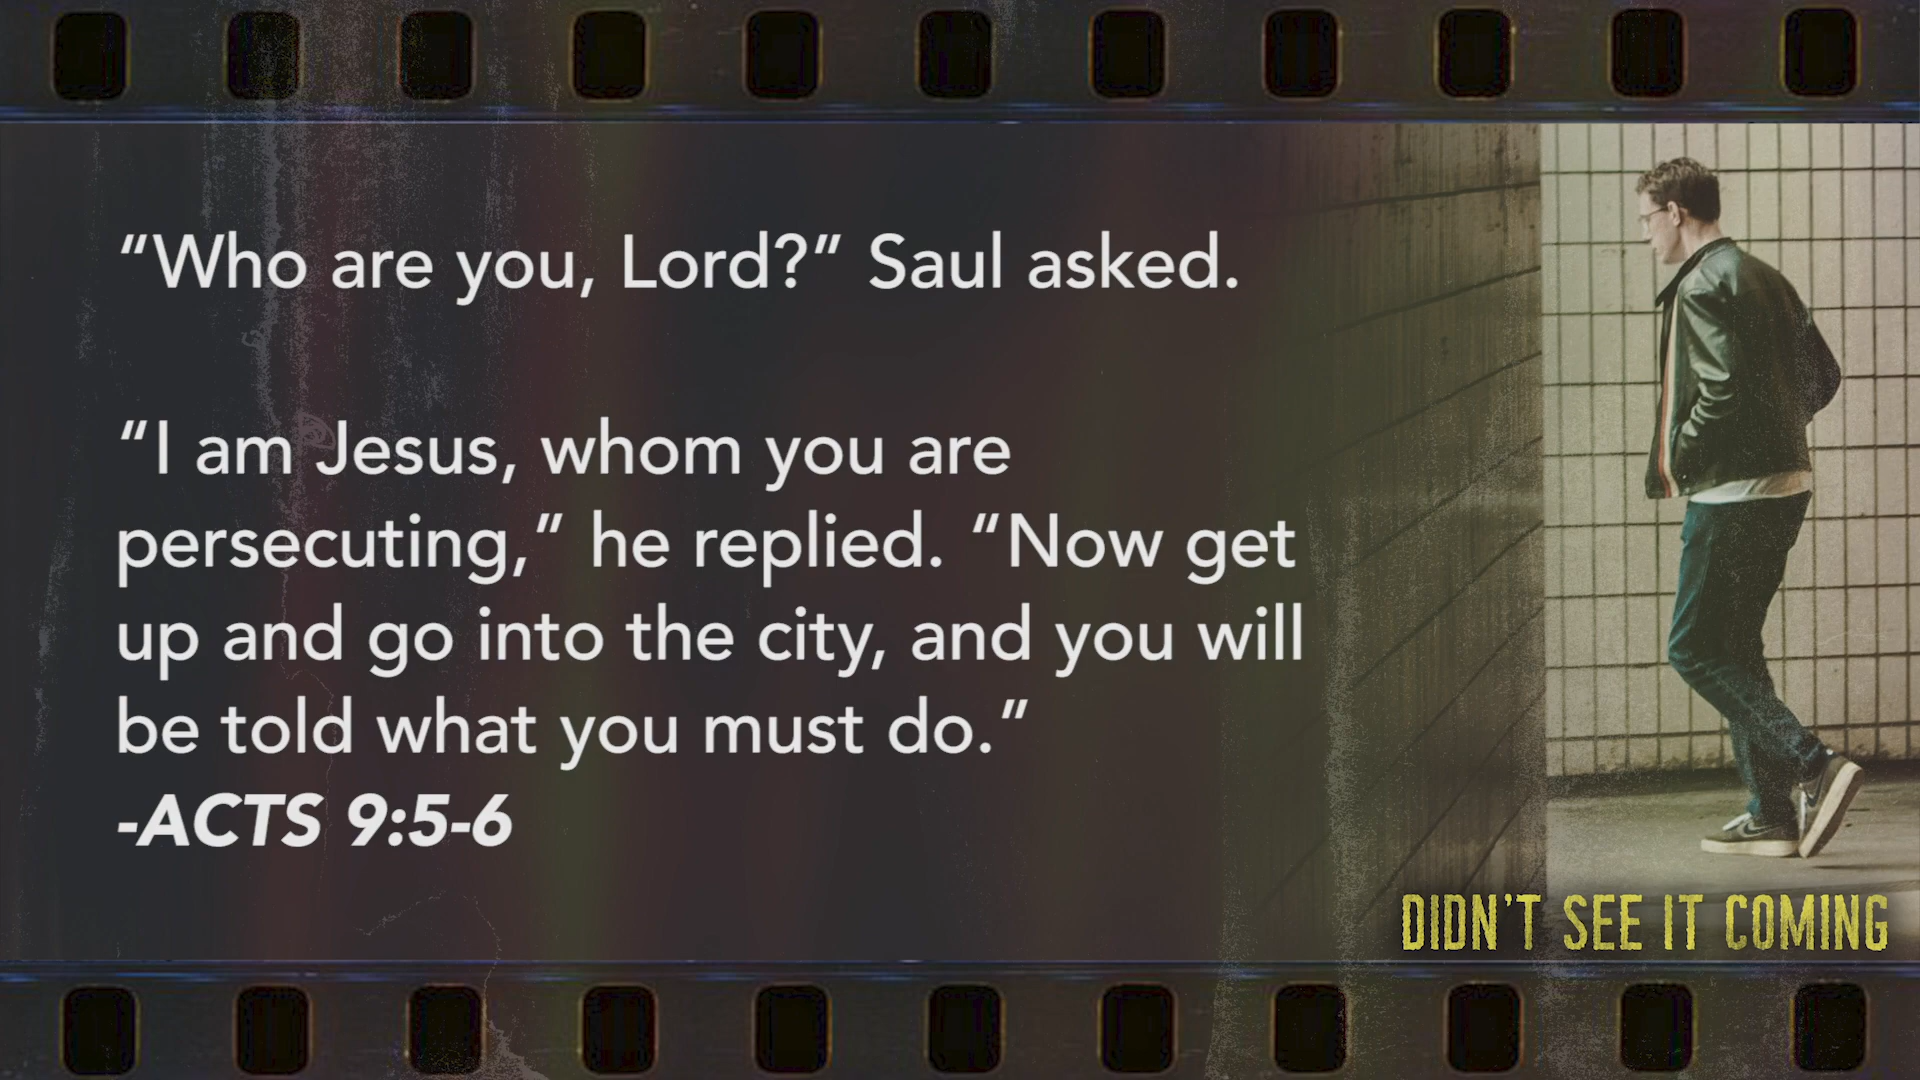 “Who are you, Lord?” Saul asked.
“I am Jesus, whom you are
persecuting,” he replied. “Now get
up and go into the city, and you will
be told what you must do.”
-ACTS 9:5-6
DIDN'T SEE IT COMING